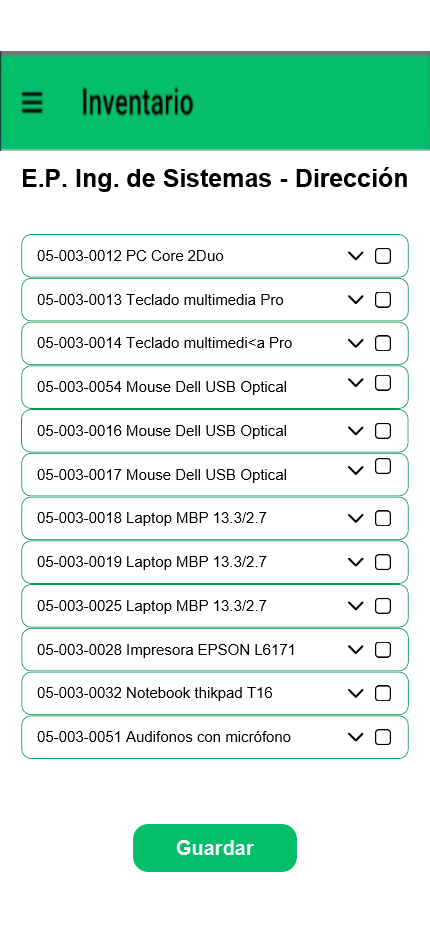 Inventario
E.P. Ing. de Sistemas - Dirección
05-003-0012 PC Core 2Duo
05-003-0013 Teclado multimedia Pro
05-003-0014 Teclado multimedi<a Pro
05-003-0054 Mouse Dell USB Optical
05-003-0016 Mouse Dell USB Optical
05-003-0017 Mouse Dell USB Optical
05-003-0018 Laptop MBP 13.3/2.7
05-003-0019 Laptop MBP 13.3/2.7
05-003-0025 Laptop MBP 13.3/2.7
05-003-0028 Impresora EPSON L6171
05-003-0032 Notebook thikpad T16
05-003-0051 Audifonos con micrófono
Guardar